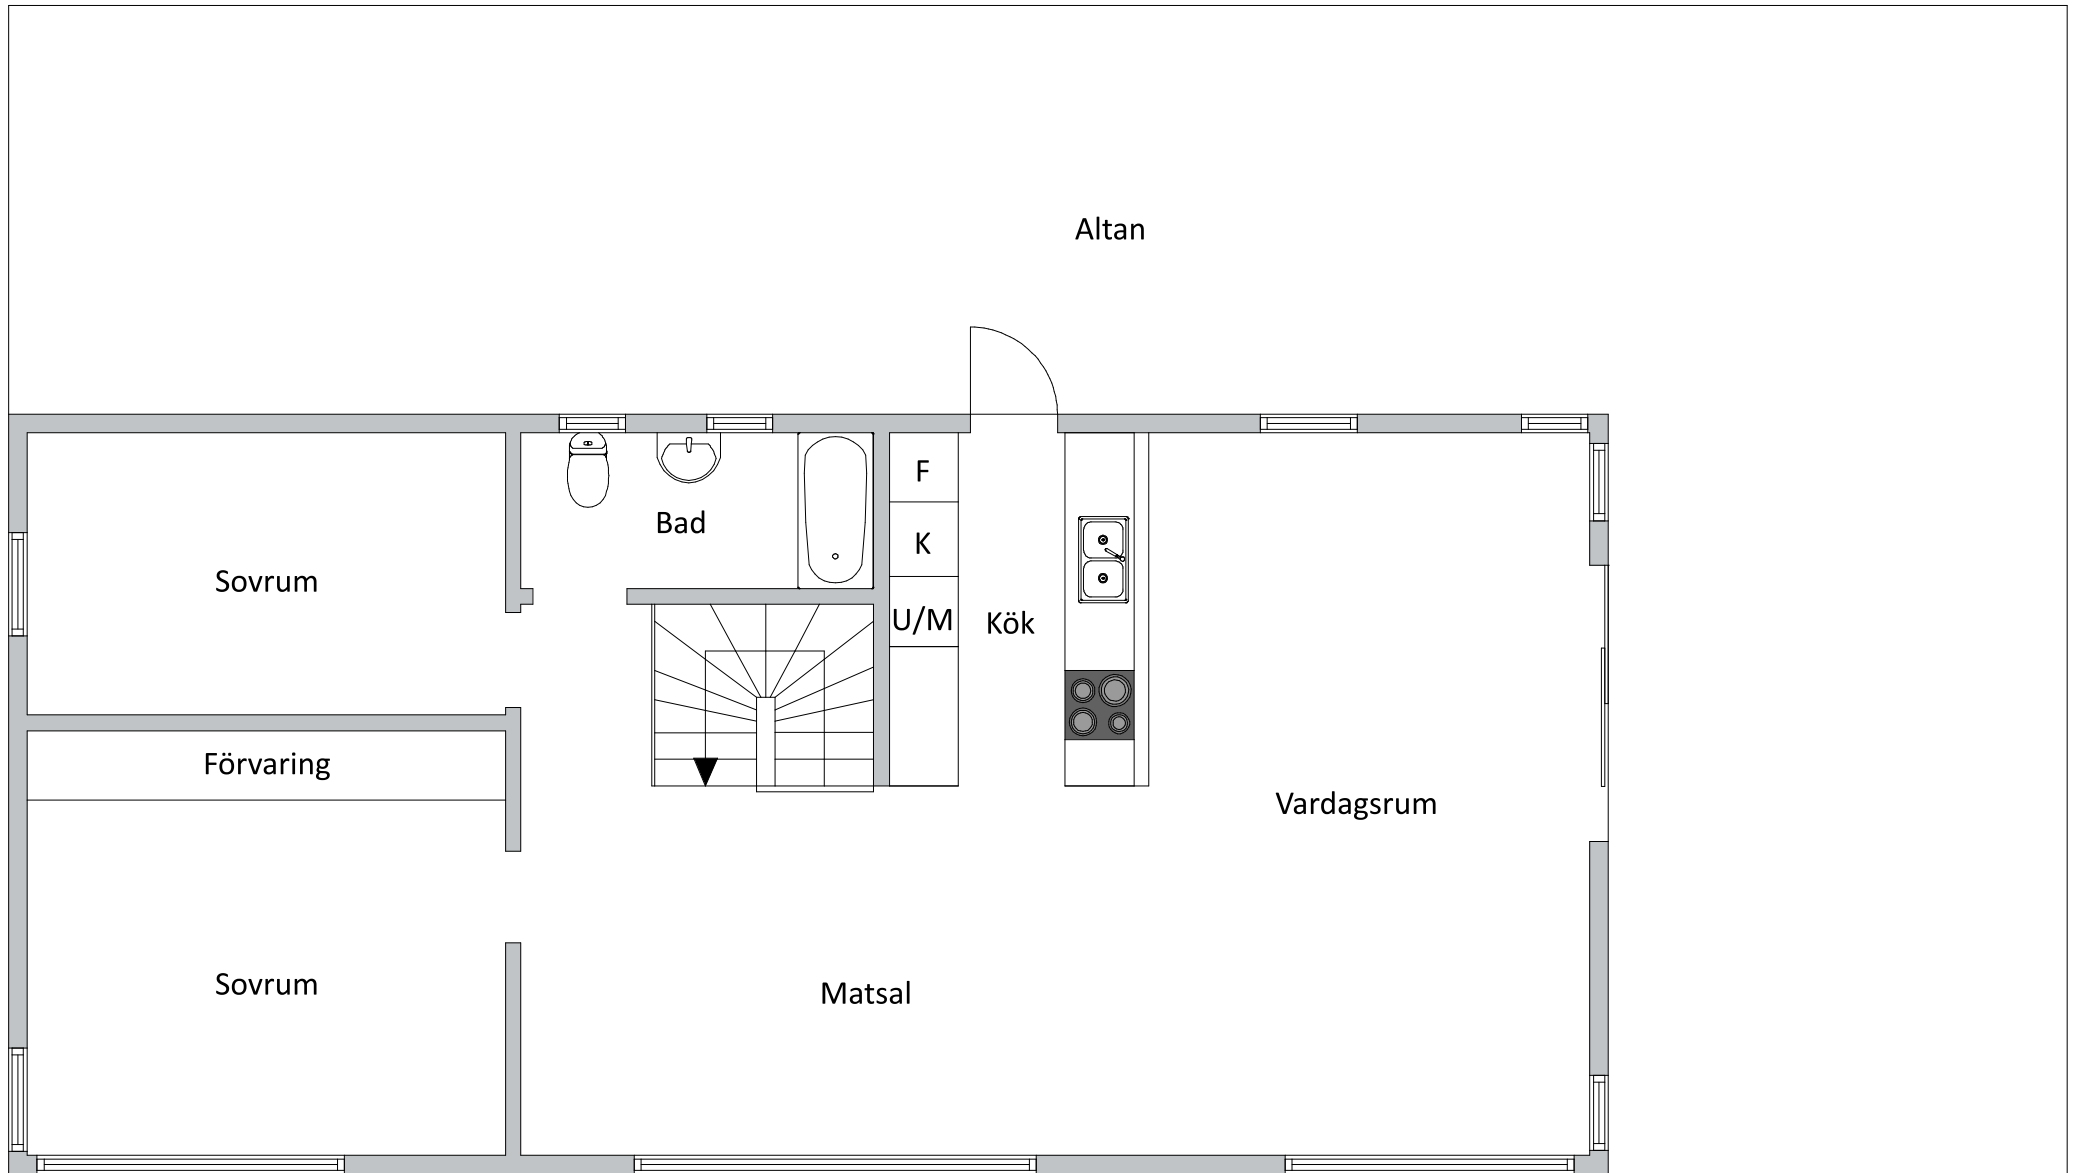 Altan
F
K
U/M
Bad
Kök
Sovrum
Förvaring
Vardagsrum
Sovrum
Matsal